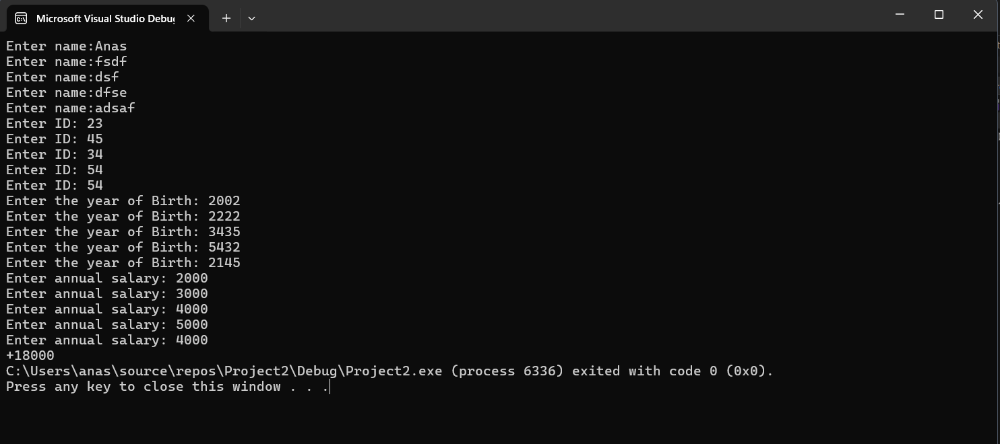 Microsoft Visual Studio Debug
Enter name:Anas
Enter name:fsdf
Enter name:dsf
Enter name:dfse
Enter name:adsaf
Enter ID: 23
Enter ID: 45
Enter ID: 34
Enter ID: 54
Enter ID: 54
Enter the year of Birth: 2002
Enter the year of Birth: 2222
Enter the year of Birth: 3435
Enter the year of Birth: 5432
Enter the year of Birth: 2145
Enter annual salary: 2000
Enter annual salary: 3000
Enter annual salary: 4000
Enter annual salary: 5000
Enter annual salary: 4000
+18000
C:\Users\anas\source\repos\Project2\Debug\Project2.exe (process 6336) exited with code 0 (0x0).
Press any key to close this window . . .